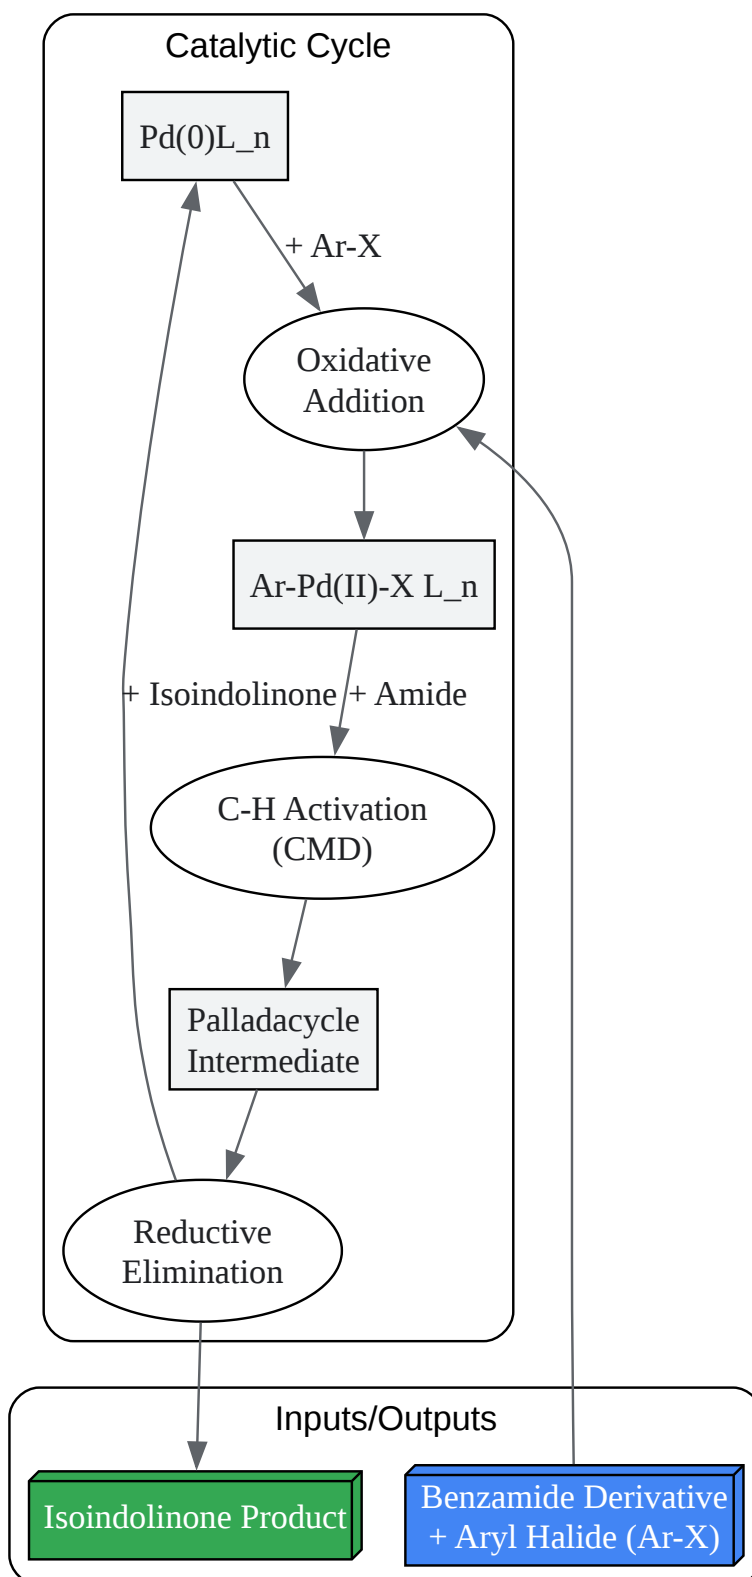 Catalytic Cycle
Pd(0)L_n
+ Ar-X
Oxidative
Addition
Ar-Pd(II)-X L_n
+ Isoindolinone
+ Amide
C-H Activation
(CMD)
Palladacycle
Intermediate
Reductive
Elimination
Inputs/Outputs
Isoindolinone Product
Benzamide Derivative
+ Aryl Halide (Ar-X)